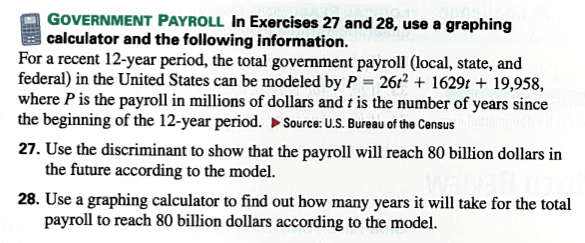 GOVERNMENT PAYROLL In Exercises 27 and 28, use a graphing
calculator and the following information.
For a recent 12-year period, the total government payroll (local, state, and
federal) in the United States can be modeled by P = 26t² + 1629t + 19,958,
where P is the payroll in millions of dollars and t is the number of years since
the beginning of the 12-year period. ▶ Source: U.S. Bureau of the Census
27. Use the discriminant to show that the payroll will reach 80 billion dollars in
the future according to the model.
28. Use a graphing calculator to find out how many years it will take for the total
payroll to reach 80 billion dollars according to the model.